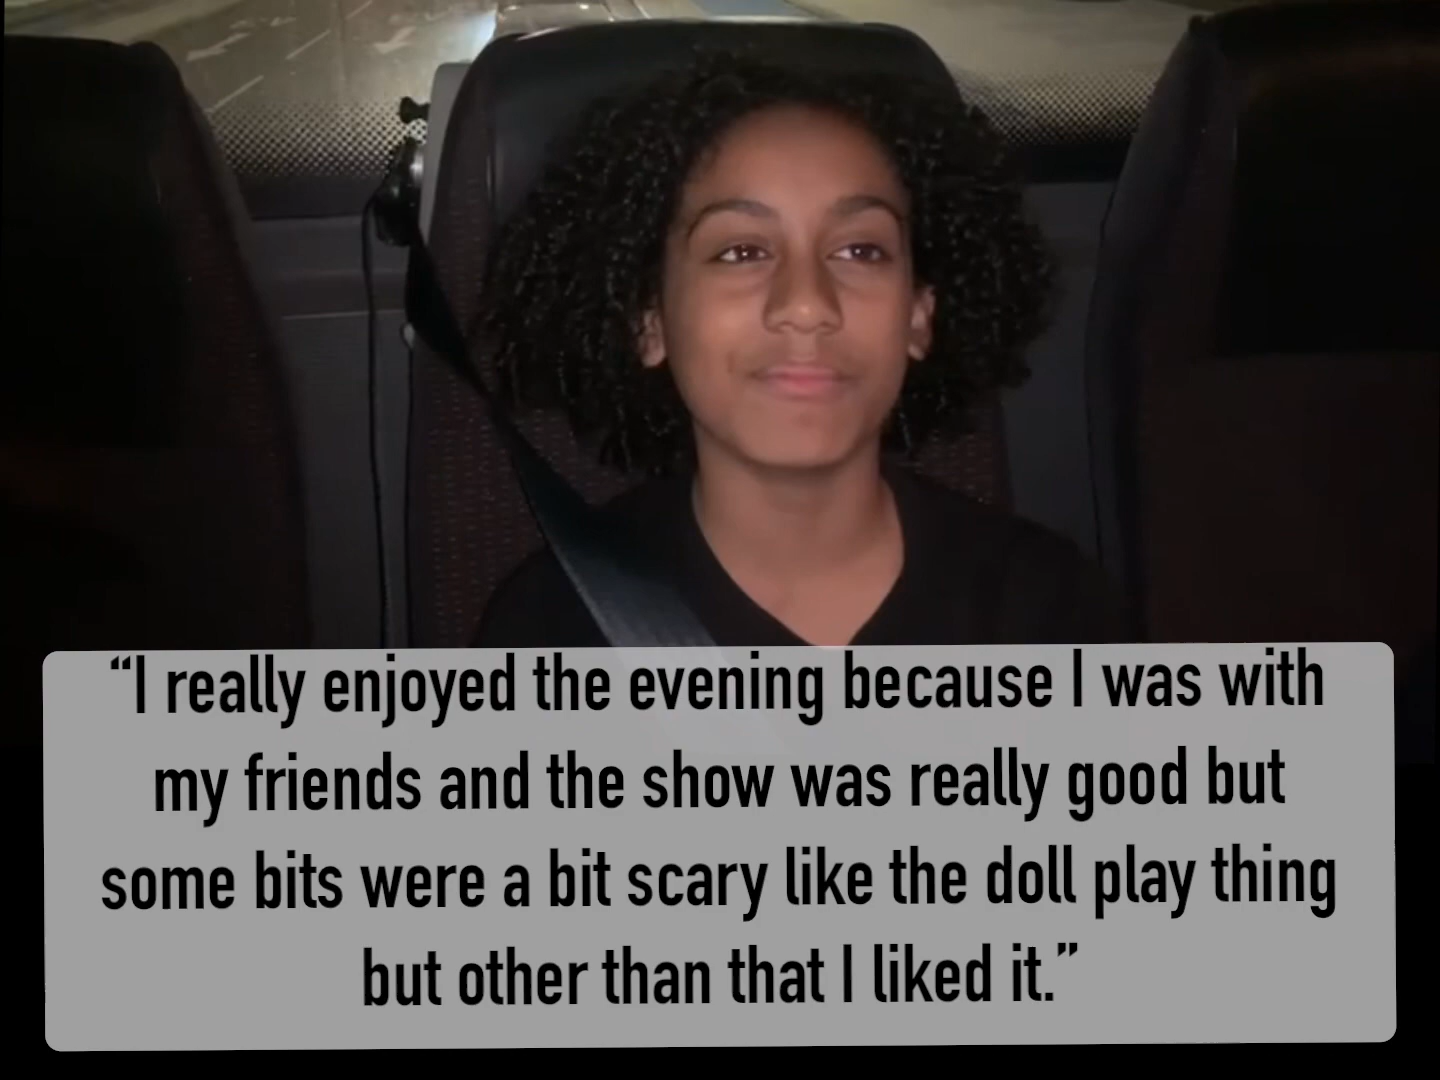 “I really enjoyed the evening because I was with
my friends and the show was really good but
some bits were a bit scary like the doll play thing
but other than that I liked it.”